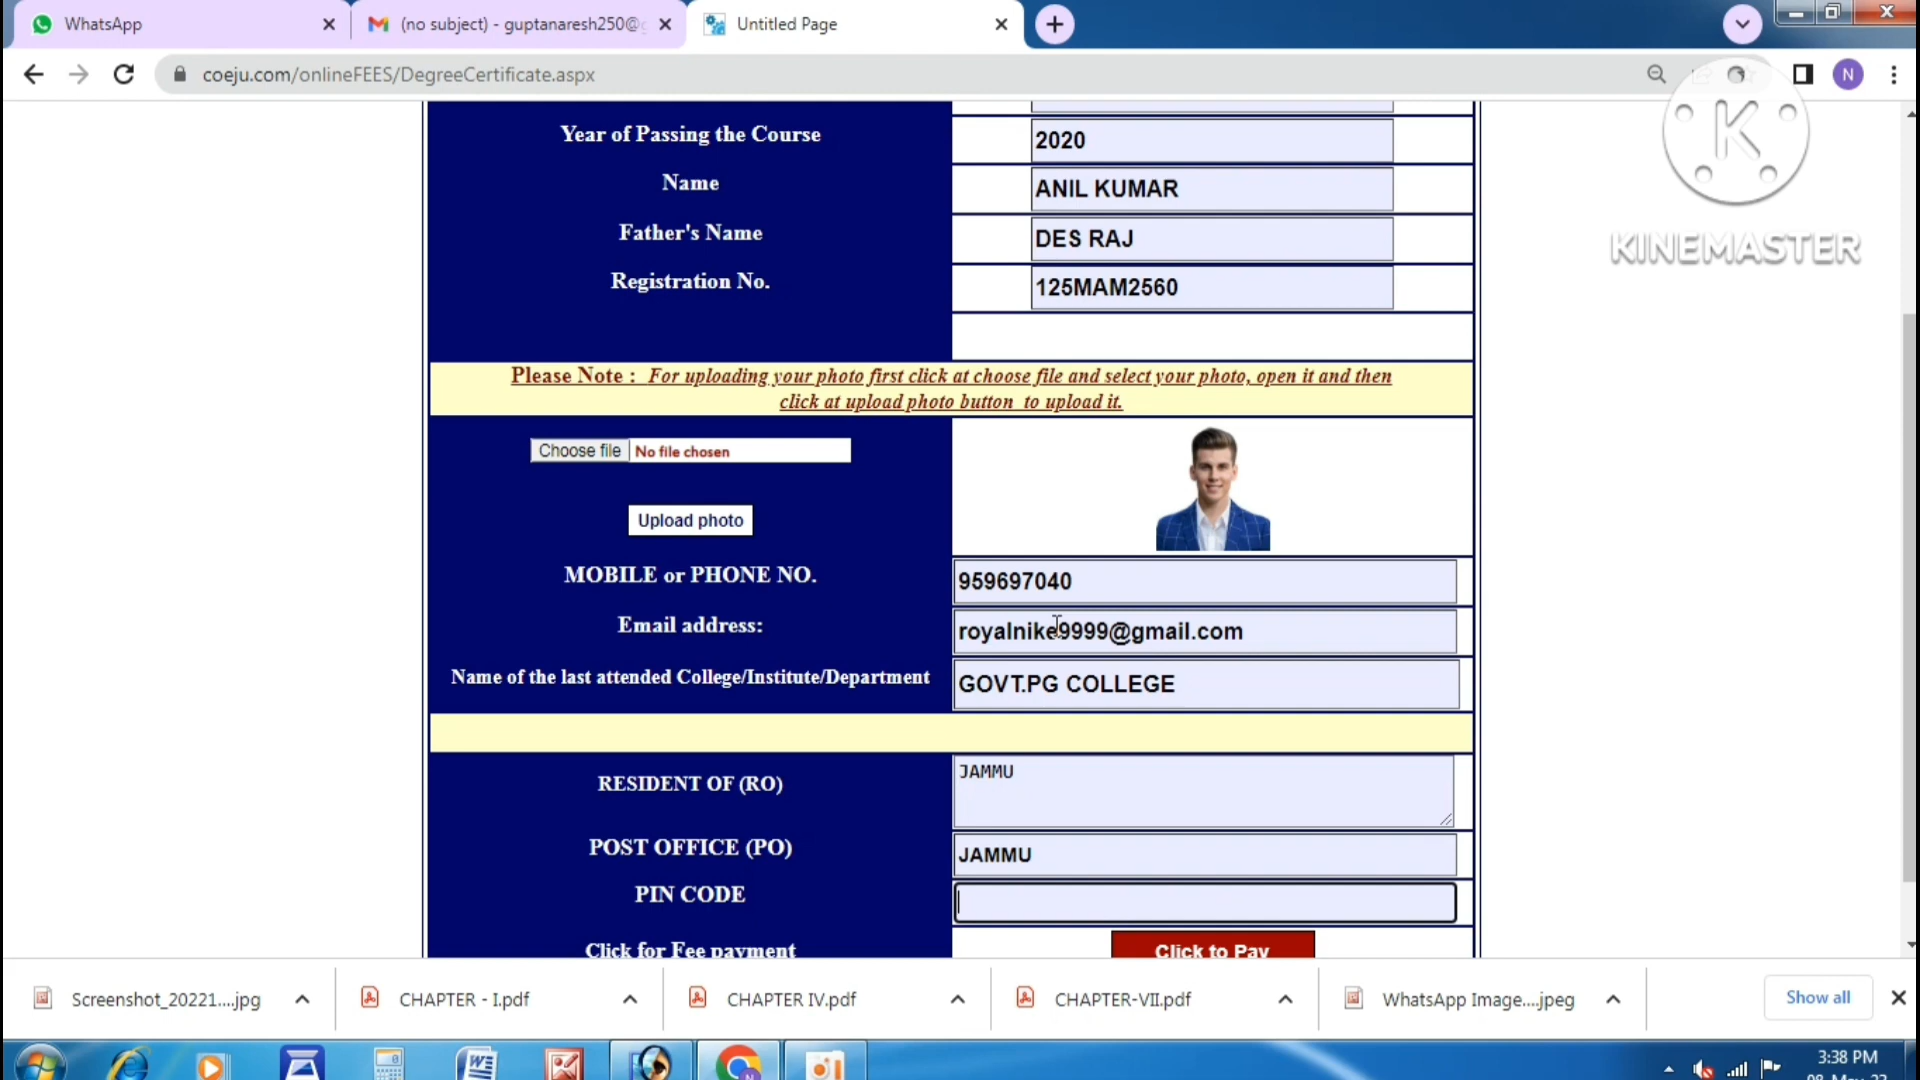 WhatsApp
(no subject) - guptanaresh250@g
Untitled Page
coeju.com/onlineFEES/DegreeCertificate.aspx
N
K
KINEMASTER
Year of Passing the Course
2020
Name
ANIL KUMAR
Father's Name
DES RAJ
Registration No.
125MAM2560
Please Note : For uploading your photo first click at choose file and select your photo, open it and then
click at upload photo button to upload it.
Choose file No file chosen
Upload photo
MOBILE or PHONE NO.
959697040
Email address:
royalnike9999@gmail.com
Name of the last attended College/Institute/Department
GOVT.PG COLLEGE
RESIDENT OF (RO)
JAMMU
POST OFFICE (PO)
JAMMU
PIN CODE
Click for Fee payment
Click to Pay
Screenshot_20221....jpg
CHAPTER - I.pdf
CHAPTER IV.pdf
CHAPTER-VII.pdf
WhatsApp Image....jpeg
Show all
3:38 PM